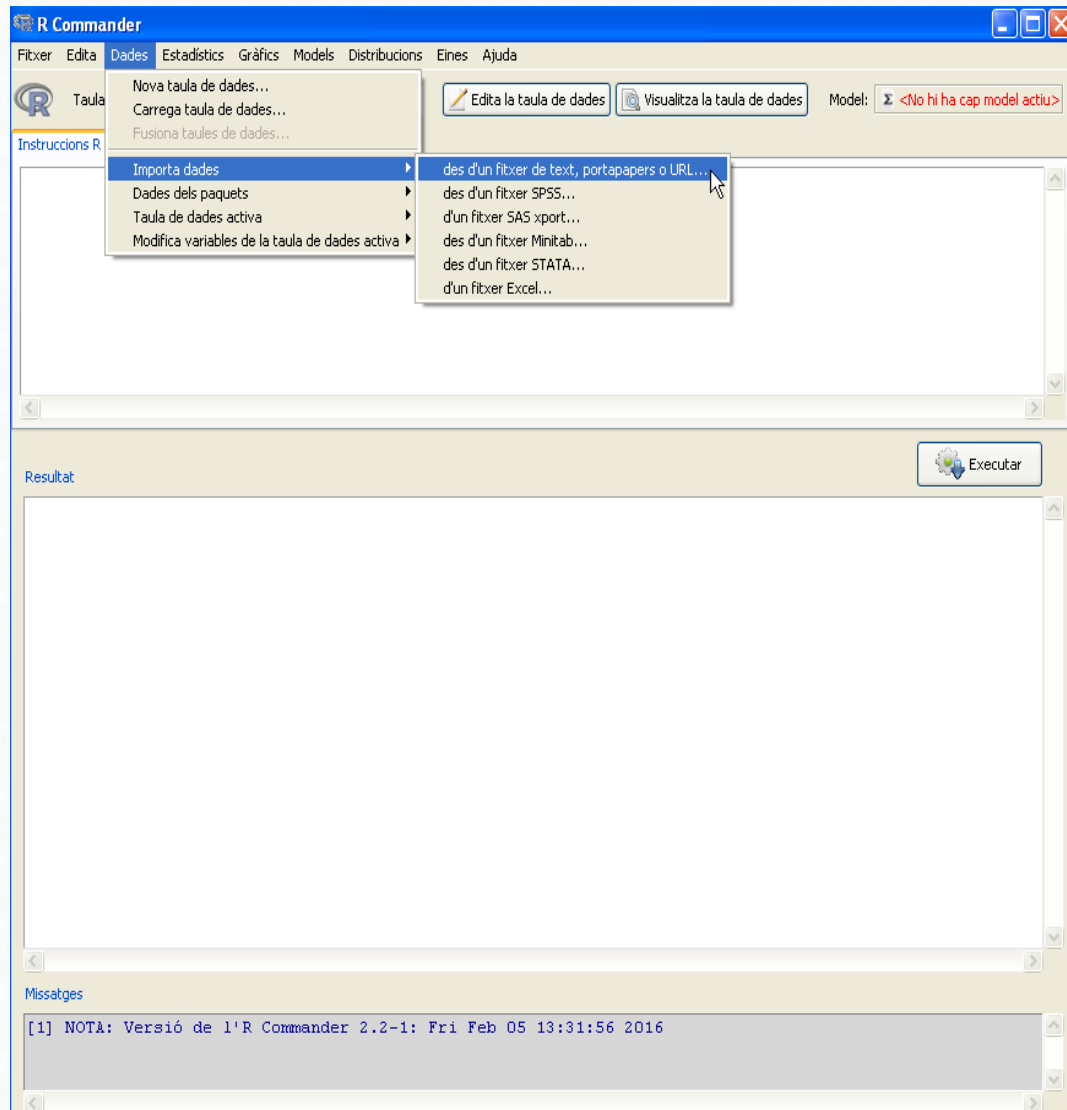 R Commander
Fitxer Edita Dades Estadístics Gràfics Models Distribucions Eines Ajuda
Taula
Edita la taula de dades
Visualitza la taula de dades
Model: Σ <No hi ha cap model actiu>
Instruccions R
Nova taula de dades...
Carrega taula de dades...
Fusiona taules de dades...
Importa dades
Dades dels paquets
Taula de dades activa
Modifica variables de la taula de dades activa
des d'un fitxer de text, portapapers o URL...
des d'un fitxer SPSS...
d'un fitxer SAS xport...
des d'un fitxer Minitab...
des d'un fitxer STATA...
d'un fitxer Excel...
Resultat
Executar
Missatges
[1] NOTA: Versió de l'R Commander 2.2-1: Fri Feb 05 13:31:56 2016